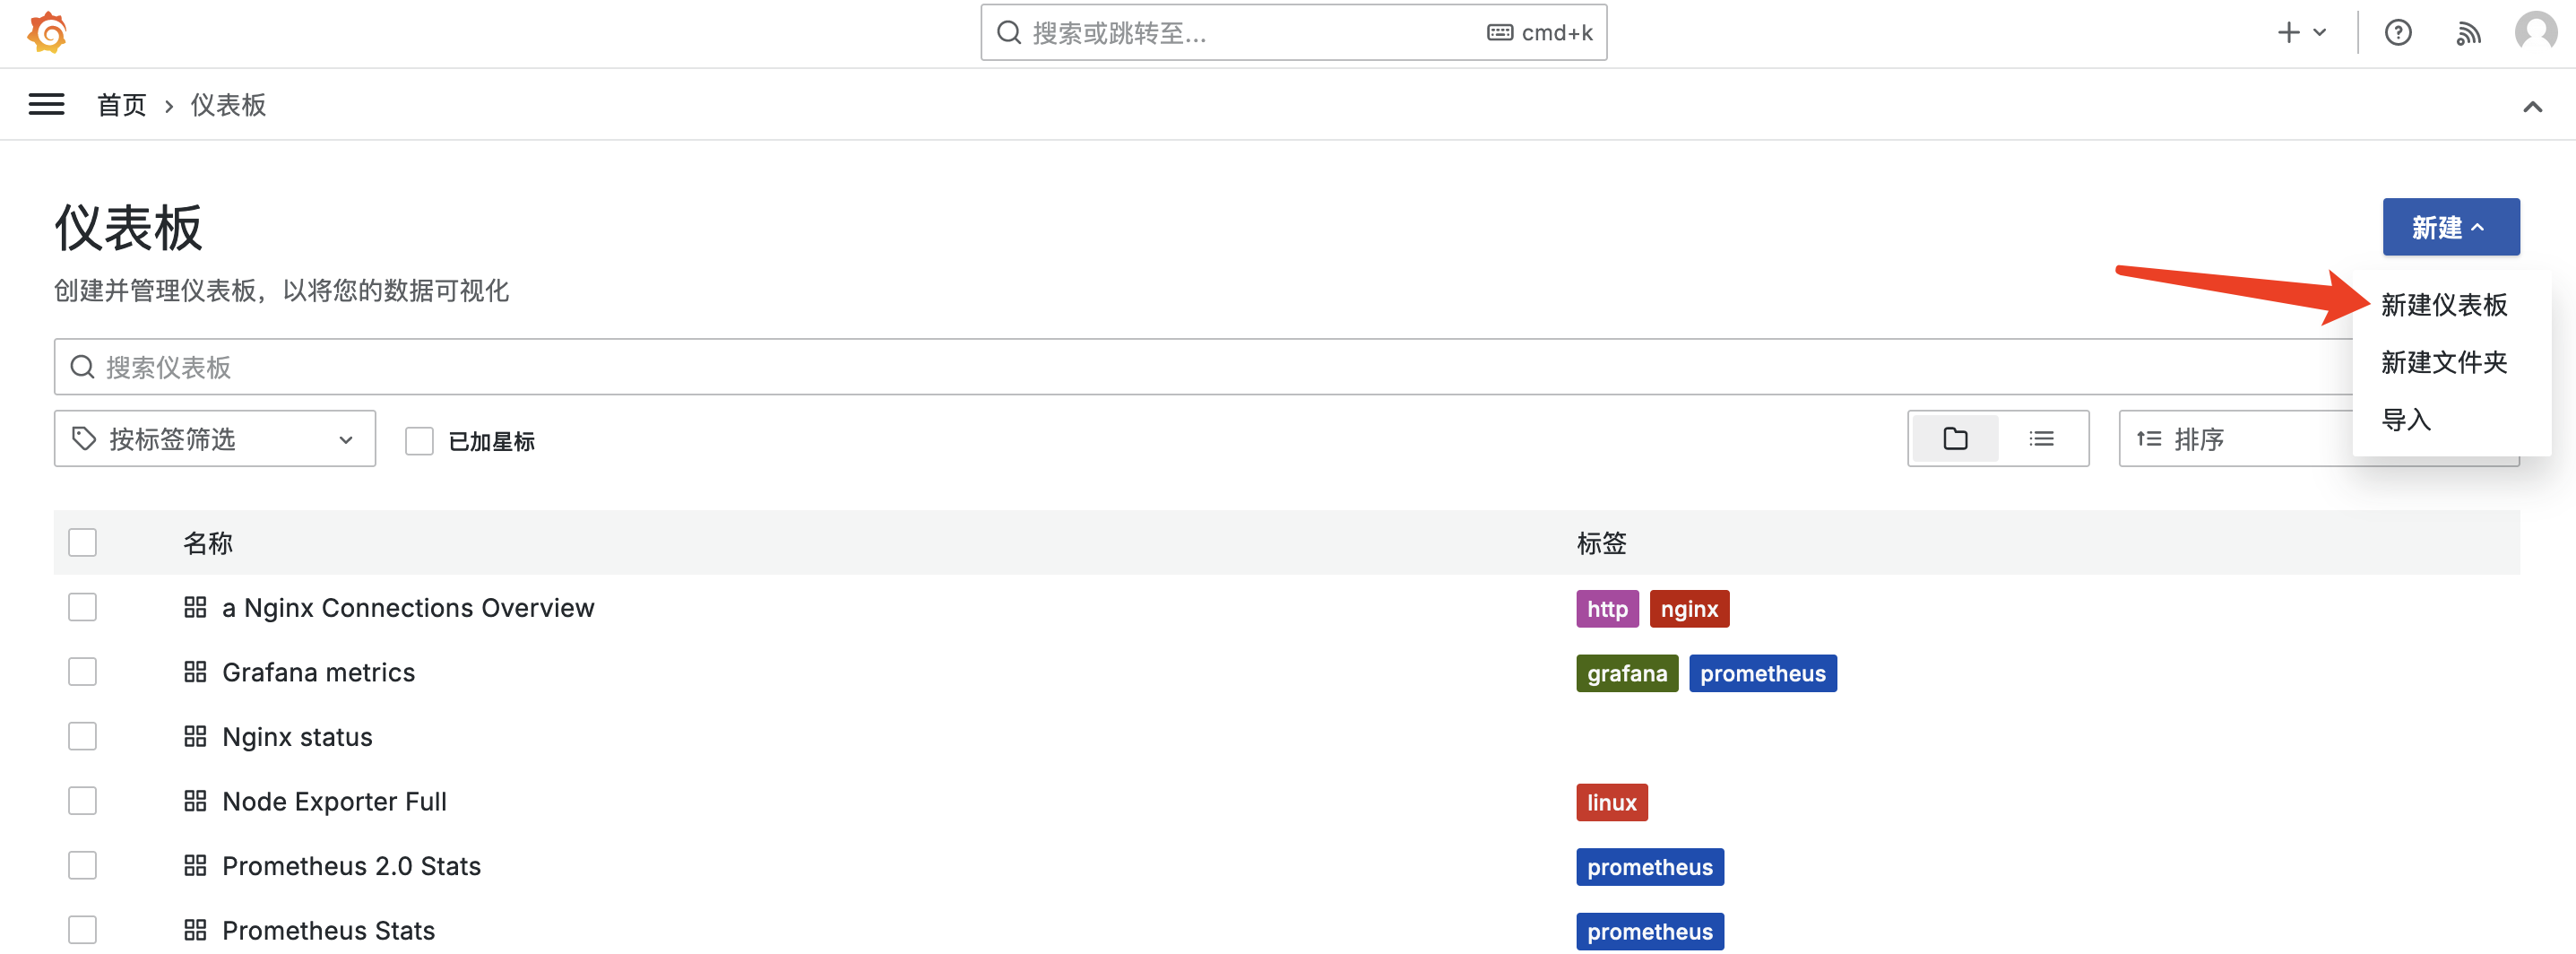 搜索或跳转至... cmd+k
首页 › 仪表板
仪表板
新建
创建并管理仪表板，以将您的数据可视化
新建仪表板
新建文件夹
导入
搜索仪表板
按标签筛选 已加星标 排序
名称 标签
a Nginx Connections Overview http nginx
Grafana metrics grafana prometheus
Nginx status
Node Exporter Full linux
Prometheus 2.0 Stats prometheus
Prometheus Stats prometheus